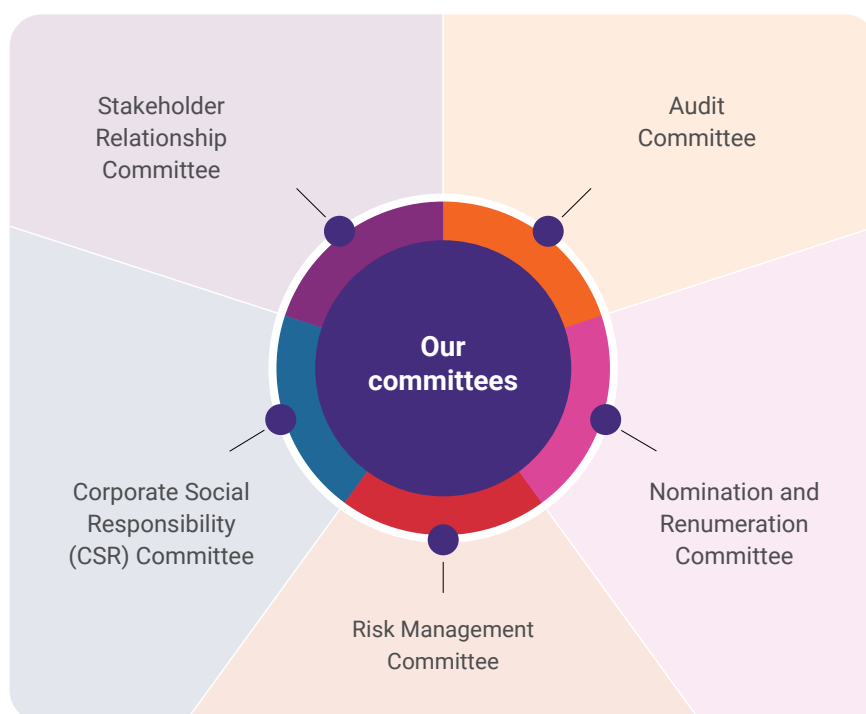 Stakeholder
Relationship
Committee
Audit
Committee
Our
committees
Corporate Social
Responsibility
(CSR) Committee
Nomination and
Renumeration
Committee
Risk Management
Committee